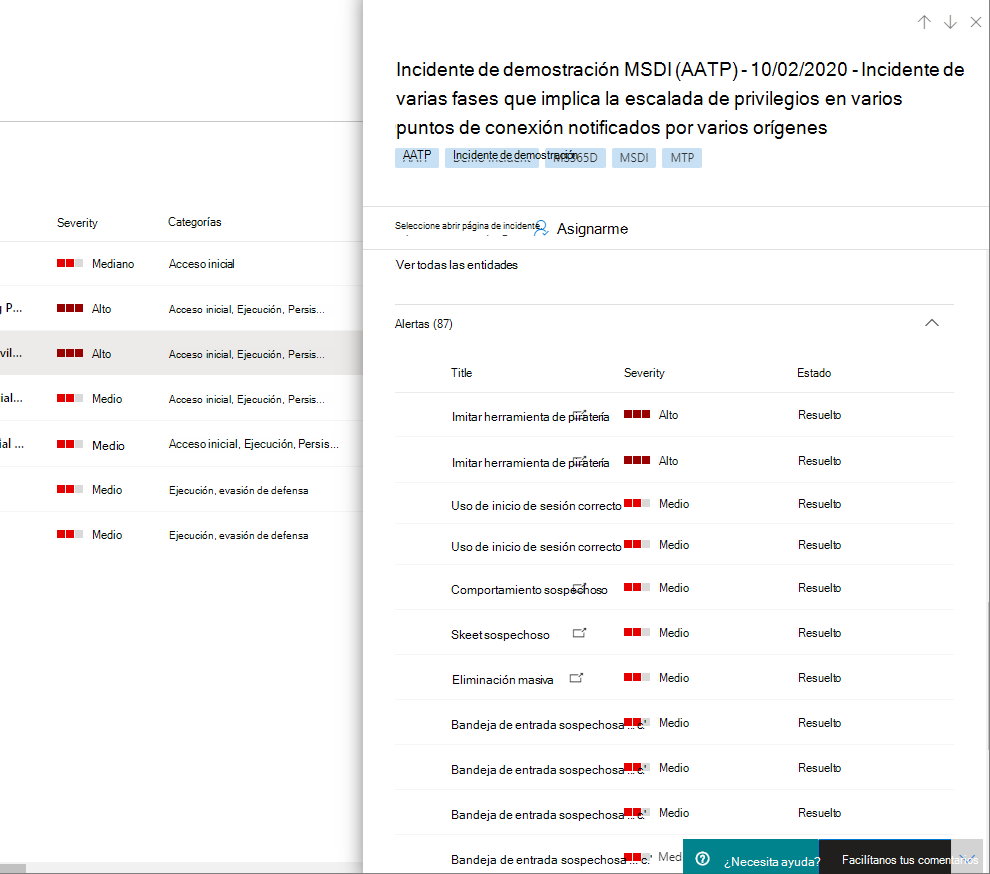 Incidente de demostración MSDI (AATP) - 10/02/2020 - Incidente de
varias fases que implica la escalada de privilegios en varios
puntos de conexión notificados por varios orígenes
AATP Incidente de demostración M365D MSDI MTP
Seleccione abrir página de incidente Asignarme
Ver todas las entidades
Alertas (87)
Title Severity Estado
Imitar herramienta de piratería Alto Resuelto
Imitar herramienta de piratería Alto Resuelto
Uso de inicio de sesión correcto Medio Resuelto
Uso de inicio de sesión correcto Medio Resuelto
Comportamiento sospechoso Medio Resuelto
Skeet sospechoso Medio Resuelto
Eliminación masiva Medio Resuelto
Bandeja de entrada sospechosa ... c.' Medio Resuelto
Bandeja de entrada sospechosa ... c.' Medio Resuelto
Bandeja de entrada sospechosa ... c.' Medio Resuelto
Bandeja de entrada sospechosa ... c.' Medi
¿Necesita ayuda? Facilítanos tus comentarios
Severity Categorías
Mediano Acceso inicial
g P... Alto Acceso inicial, Ejecución, Persis...
vil... Alto Acceso inicial, Ejecución, Persis...
ial... Medio Acceso inicial, Ejecución, Persis...
ial ... Medio Acceso inicial, Ejecución, Persis...
Medio Ejecución, evasión de defensa
Medio Ejecución, evasión de defensa